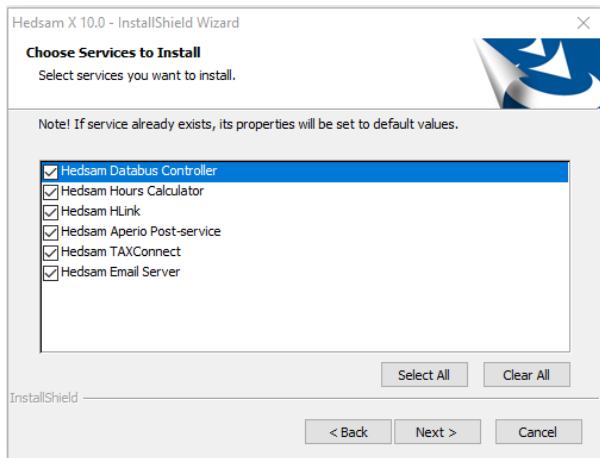 Hedsam X 10.0 - InstallShield Wizard
Choose Services to Install
Select services you want to install.
Note! If service already exists, its properties will be set to default values.
Hedsam Databus Controller
Hedsam Hours Calculator
Hedsam HLink
Hedsam Aperio Post-service
Hedsam TAXConnect
Hedsam Email Server
Select All Clear All
InstallShield
< Back Next > Cancel